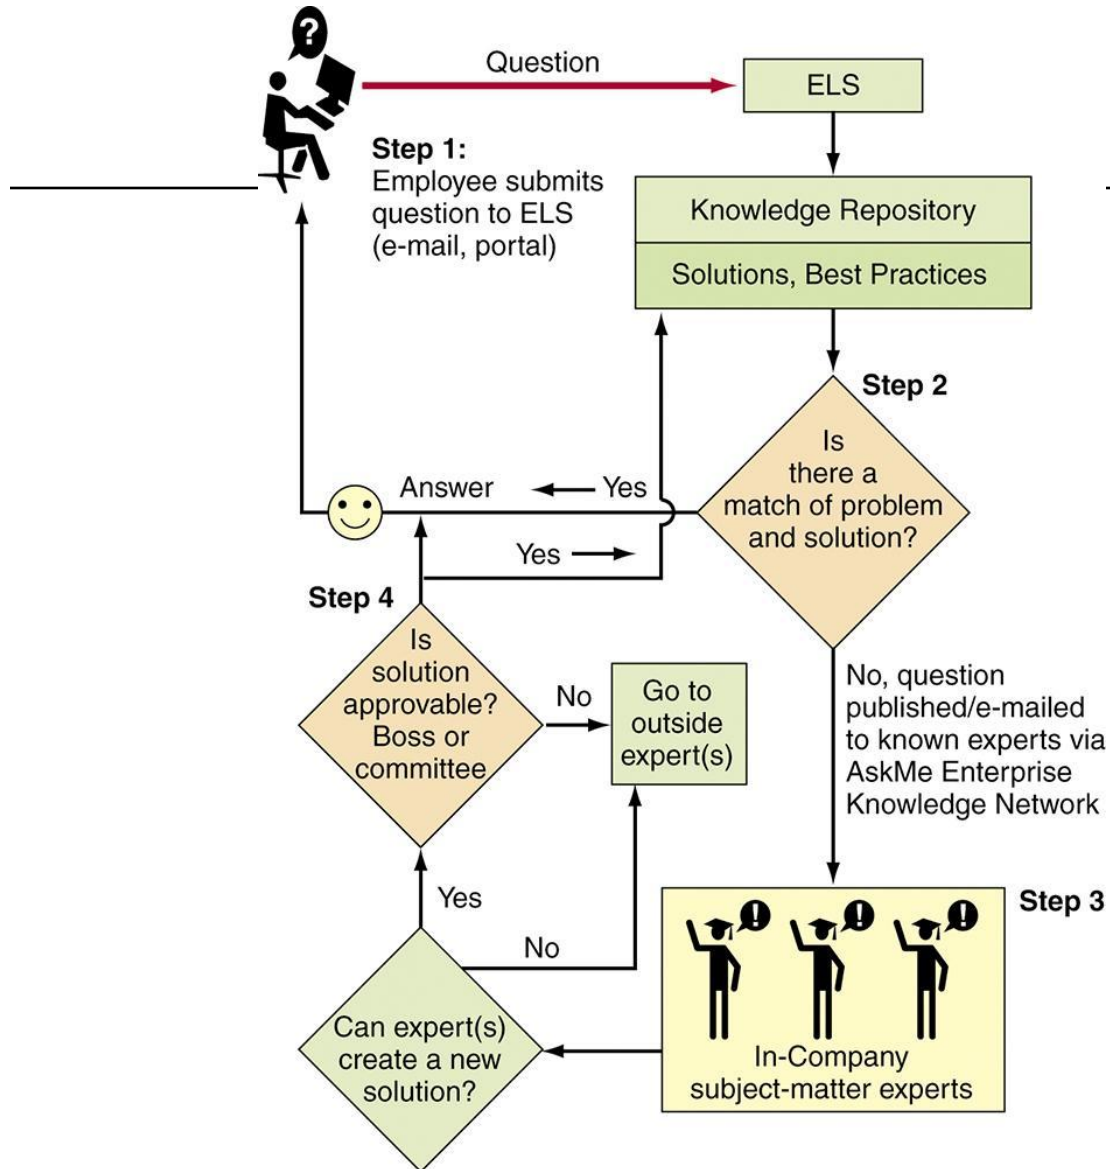 ?
Question
ELS
Step 1:
Employee submits
question to ELS
(e-mail, portal)
Knowledge Repository
Solutions, Best Practices
Step 2
Is
there a
match of problem
and solution?
Answer
Yes
Yes
Step 4
Is
solution
approvable?
Boss or
committee
No
Go to
outside
expert(s)
No, question
published/e-mailed
to known experts via
AskMe Enterprise
Knowledge Network
Step 3
! ! !
In-Company
subject-matter experts
Yes
No
Can expert(s)
create a new
solution?